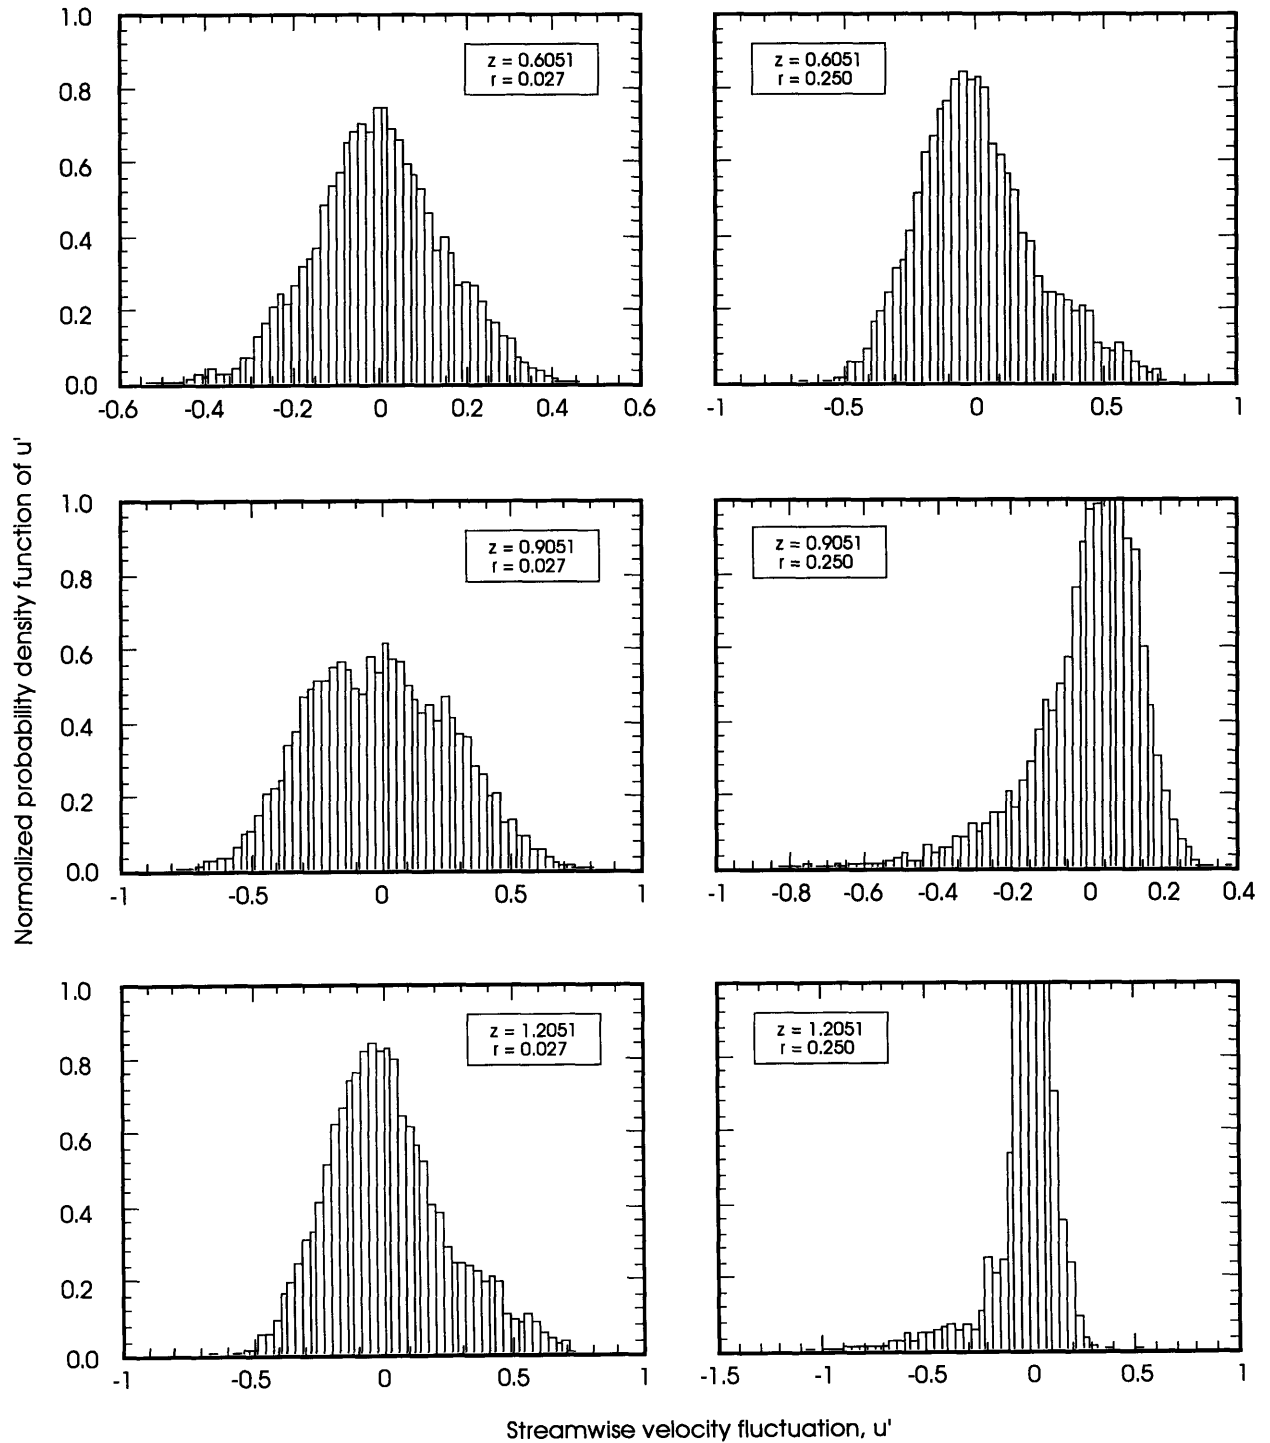 1.0
0.8
0.6
0.4
0.2
0.0
-0.6 -0.4 -0.2 0 0.2 0.4 0.6
z = 0.6051
r = 0.027
-1 -0.5 0 0.5 1
z = 0.6051
r = 0.250
Normalized probability density function of u'
1.0
0.8
0.6
0.4
0.2
0.0
-1 -0.5 0 0.5 1
z = 0.9051
r = 0.027
-1 -0.8 -0.6 -0.4 -0.2 0 0.2 0.4
z = 0.9051
r = 0.250
1.0
0.8
0.6
0.4
0.2
0.0
-1 -0.5 0 0.5 1
z = 1.2051
r = 0.027
-1.5 -1 -0.5 0 0.5 1
z = 1.2051
r = 0.250
Streamwise velocity fluctuation, u'